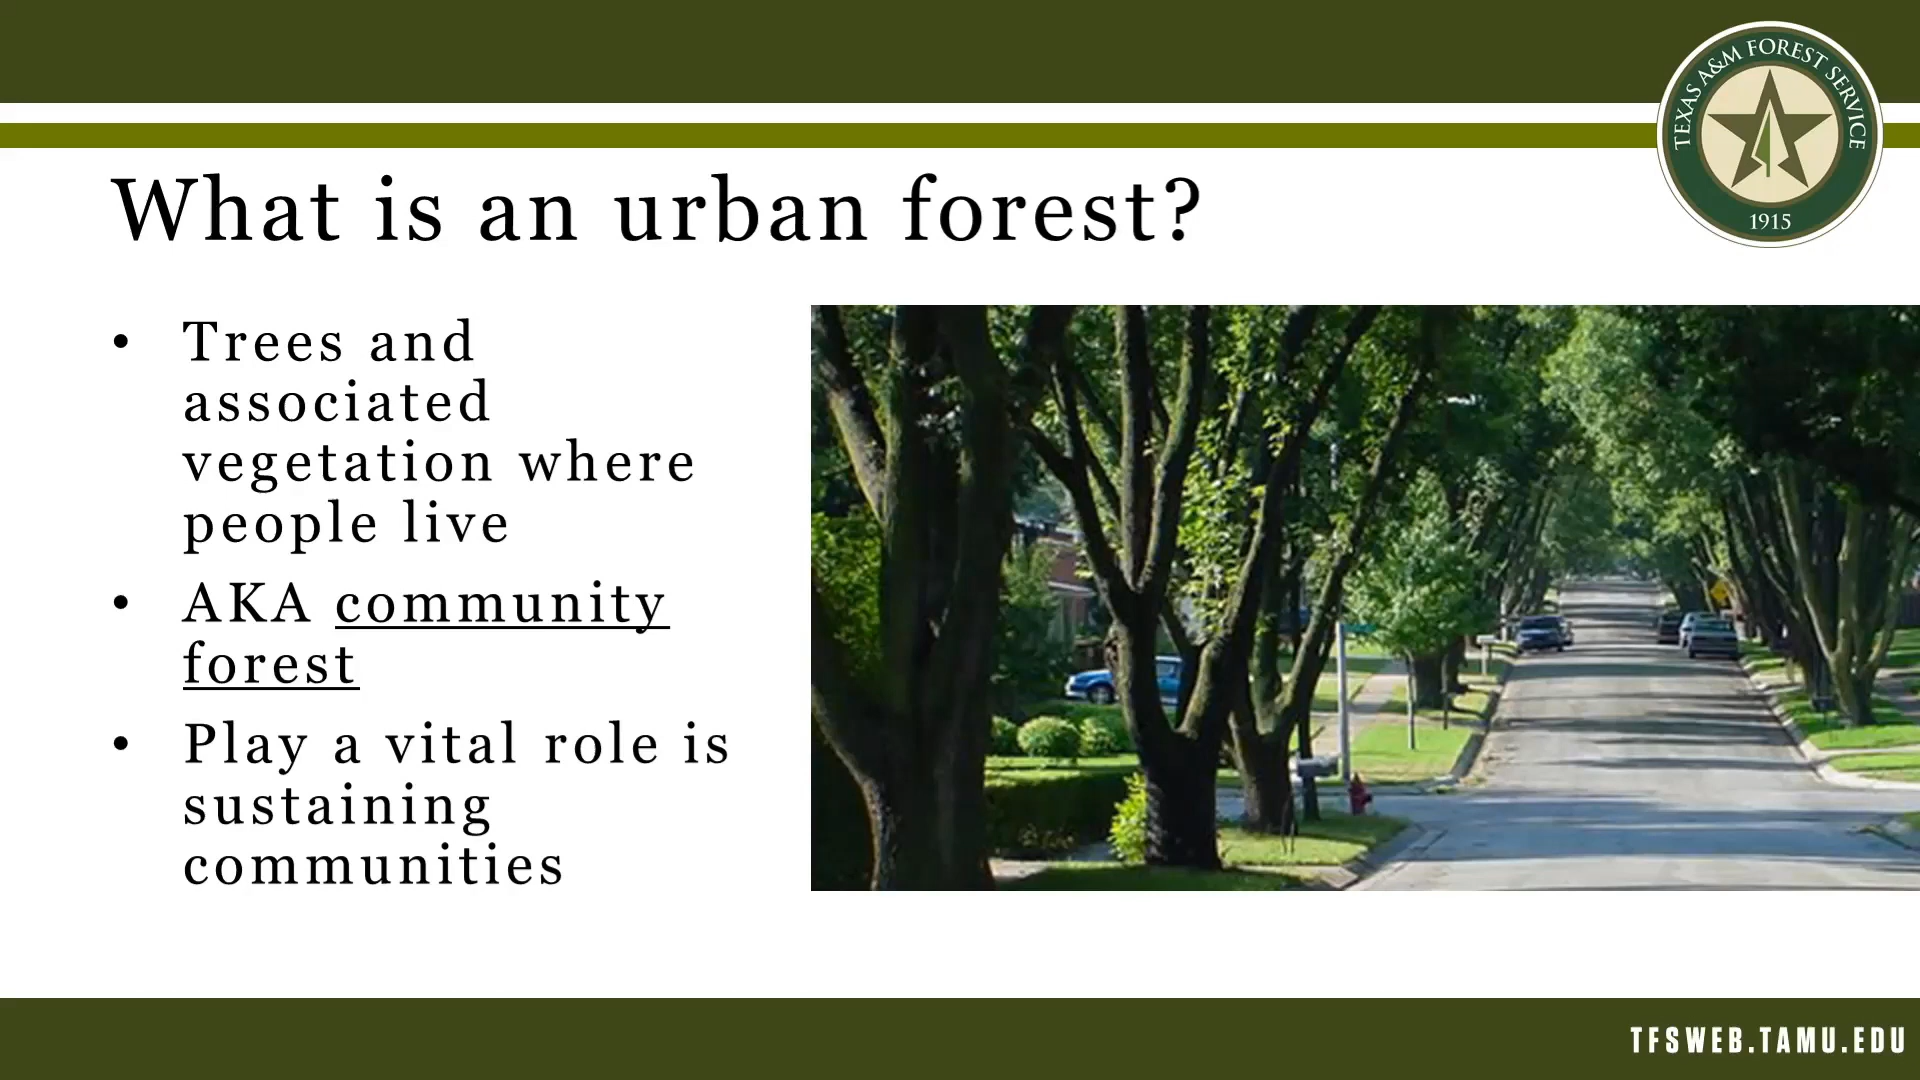 TEXAS A&M FOREST SERVICE
1915
What is an urban forest?
• Trees and
associated
vegetation where
people live
• AKA community
forest
• Play a vital role is
sustaining
communities
TFSWEB.TAMU.EDU